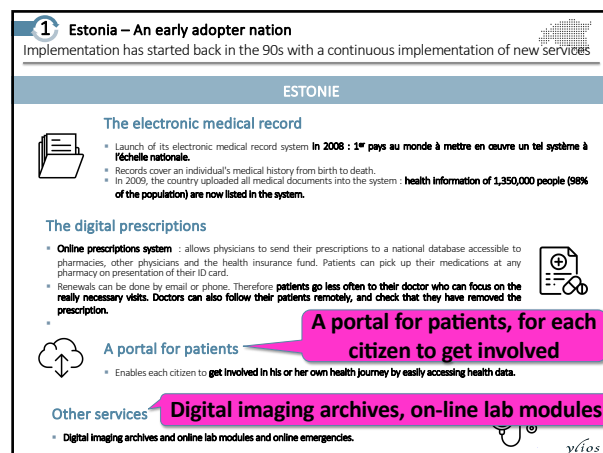 1 Estonia – An early adopter nation
Implementation has started back in the 90s with a continuous implementation of new services
ESTONIE
The electronic medical record
▪ Launch of its electronic medical record system in 2008 : 1er pays au monde à mettre en œuvre un tel système à
l'échelle nationale.
▪ Records cover an individual's medical history from birth to death.
▪ In 2009, the country uploaded all medical documents into the system : health information of 1,350,000 people (98%
of the population) are now listed in the system.
The digital prescriptions
▪ Online prescriptions system : allows physicians to send their prescriptions to a national database accessible to
pharmacies, other physicians and the health insurance fund. Patients can pick up their medications at any
pharmacy on presentation of their ID card.
▪ Renewals can be done by email or phone. Therefore patients go less often to their doctor who can focus on the
really necessary visits. Doctors can also follow their patients remotely, and check that they have removed the
prescription.
▪
A portal for patients, for each
citizen to get involved
A portal for patients
▪ Enables each citizen to get involved in his or her own health journey by easily accessing health data.
Digital imaging archives, on-line lab modules
Other services
▪ Digital imaging archives and online lab modules and online emergencies.
ylios